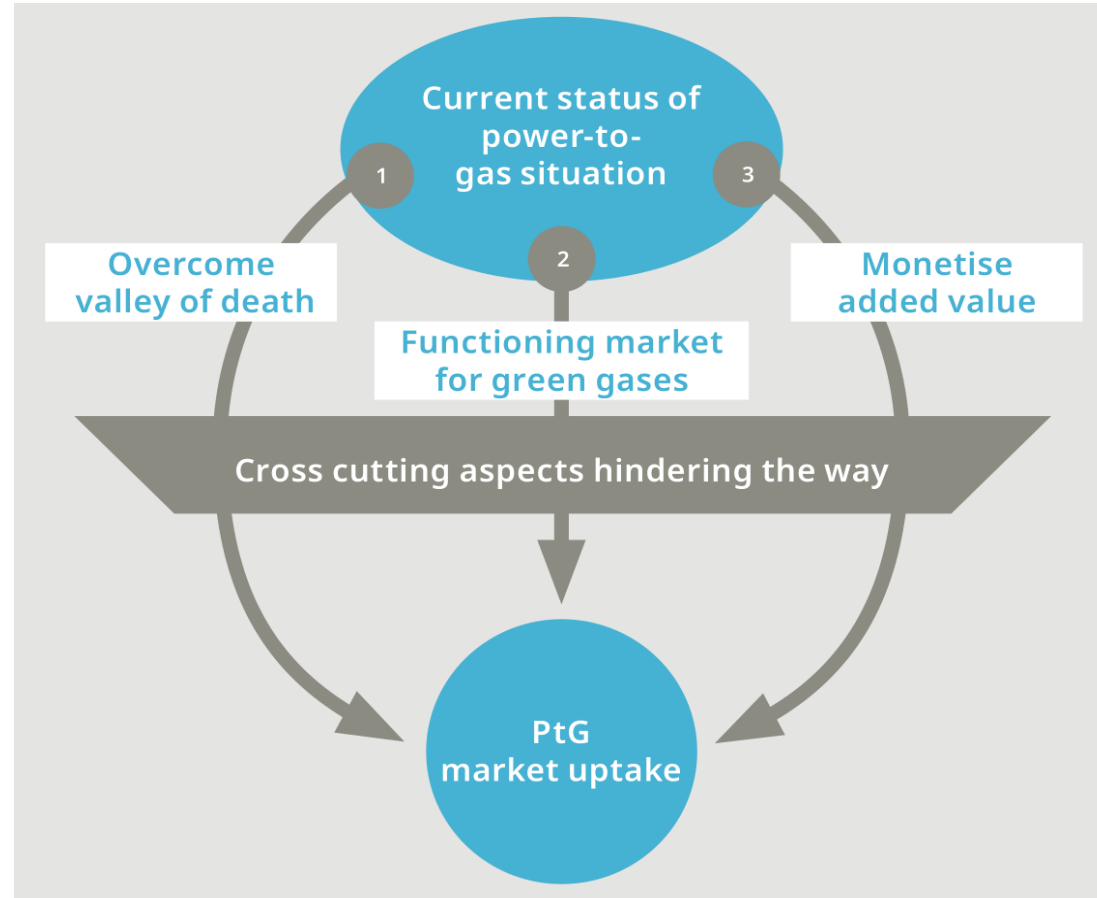 Current status of
power-to-
gas situation
1
3
2
Overcome
valley of death
Monetise
added value
Functioning market
for green gases
Cross cutting aspects hindering the way
PtG
market uptake